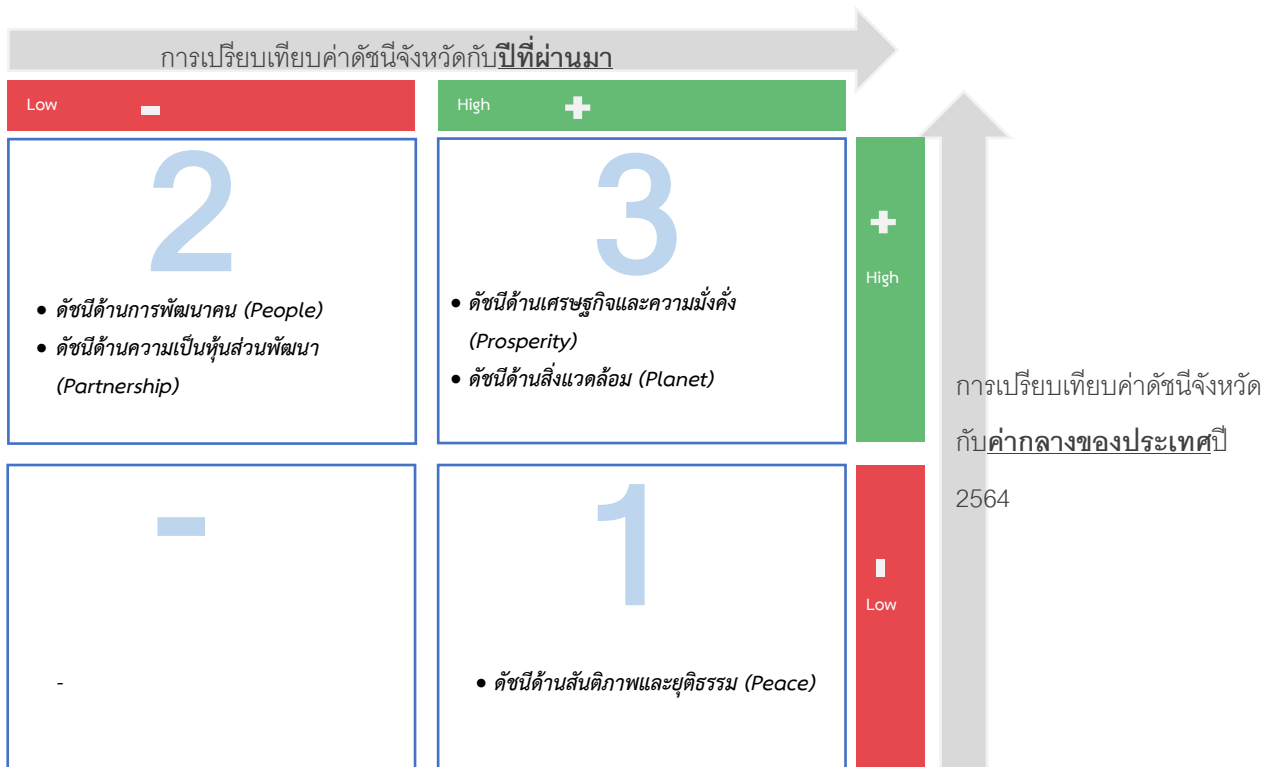 การเปรียบเทียบค่าดัชนีจังหวัดกับปีที่ผ่านมา
Low -
High +
2
• ดัชนีด้านการพัฒนาคน (People)
• ดัชนีด้านความเป็นหุ้นส่วนพัฒนา
(Partnership)
3
• ดัชนีด้านเศรษฐกิจและความมั่งคั่ง
(Prosperity)
• ดัชนีด้านสิ่งแวดล้อม (Planet)
+
High
การเปรียบเทียบค่าดัชนีจังหวัด
กับค่ากลางของประเทศปี
2564
-
-
1
• ดัชนีด้านสันติภาพและยุติธรรม (Peace)
-
Low